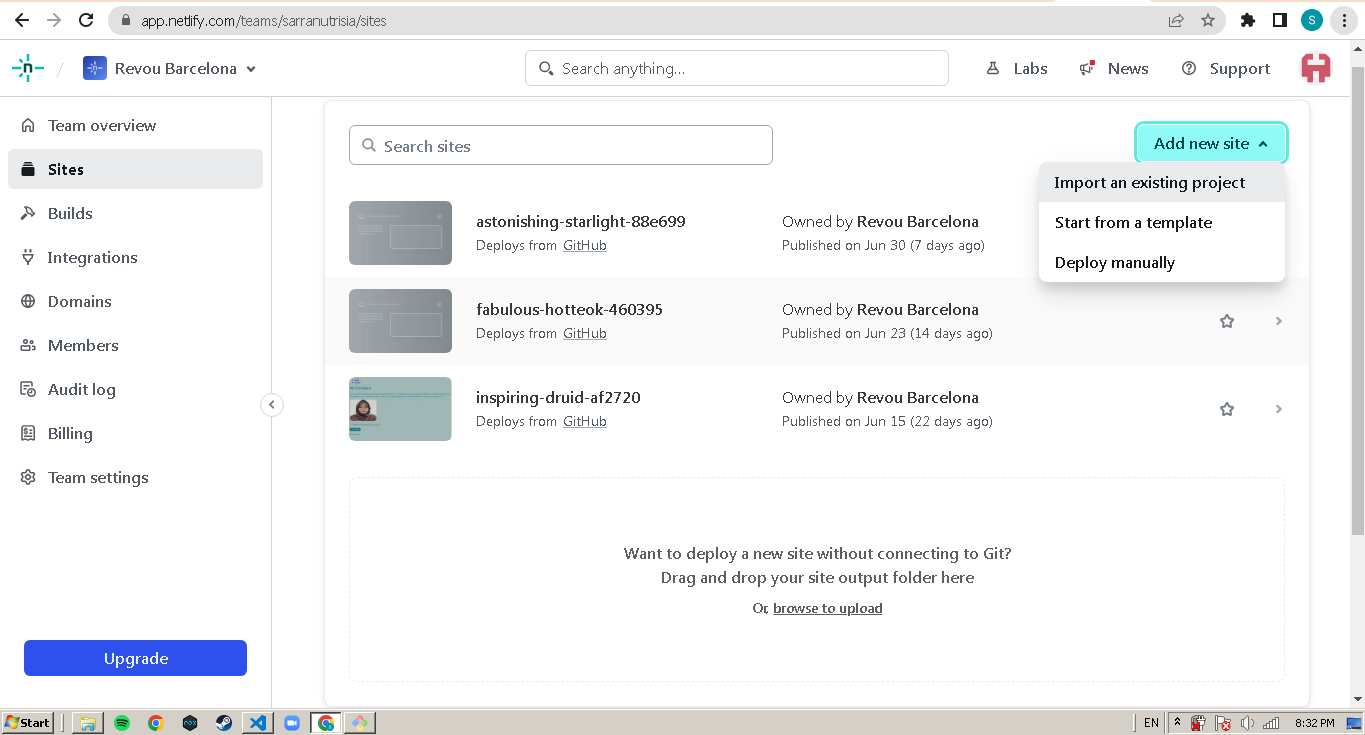 app.netlify.com/teams/sarranutrisia/sites
S
n
/
Revou Barcelona
Search anything...
Labs
News
Support
Team overview
Sites
Builds
Integrations
Domains
Members
Audit log
Billing
Team settings
Upgrade
Search sites
Add new site
Import an existing project
Start from a template
Deploy manually
astonishing-starlight-88e699
Deploys from GitHub
Owned by Revou Barcelona
Published on Jun 30 (7 days ago)
fabulous-hotteok-460395
Deploys from GitHub
Owned by Revou Barcelona
Published on Jun 23 (14 days ago)
inspiring-druid-af2720
Deploys from GitHub
Owned by Revou Barcelona
Published on Jun 15 (22 days ago)
Want to deploy a new site without connecting to Git?
Drag and drop your site output folder here
Or, browse to upload
Start
EN
8:32 PM